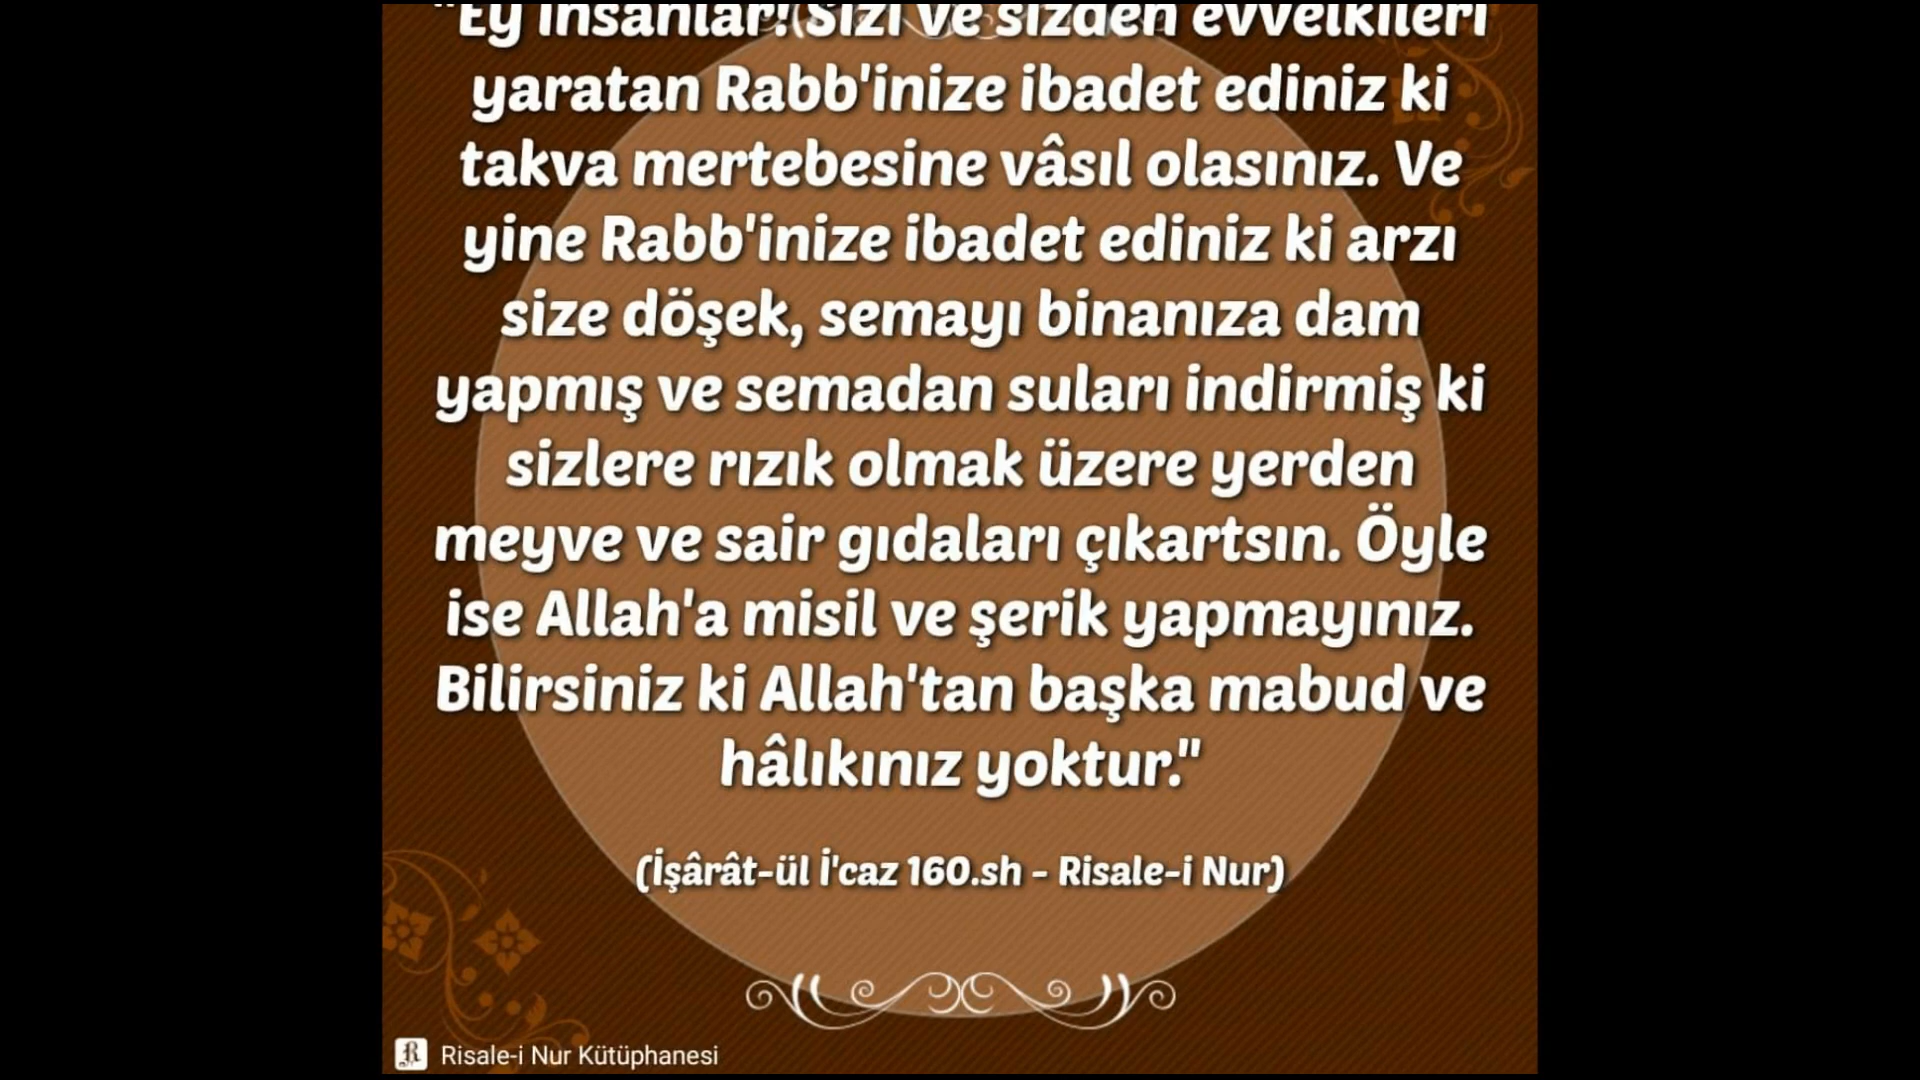 "Ey insanlar! Sizi ve sizden evvelkileri
yaratan Rabb'inize ibadet ediniz ki
takva mertebesine vâsıl olasınız. Ve
yine Rabb'inize ibadet ediniz ki arzı
size döşek, semayı binanıza dam
yapmış ve semadan suları indirmiş ki
sizlere rızık olmak üzere yerden
meyve ve sair gıdaları çıkartsın. Öyle
ise Allah'a misil ve şerik yapmayınız.
Bilirsiniz ki Allah'tan başka mabud ve
hâlıkınız yoktur."
(İşârât-ül İ'caz 160.sh - Risale-i Nur)
Risale-i Nur Kütüphanesi